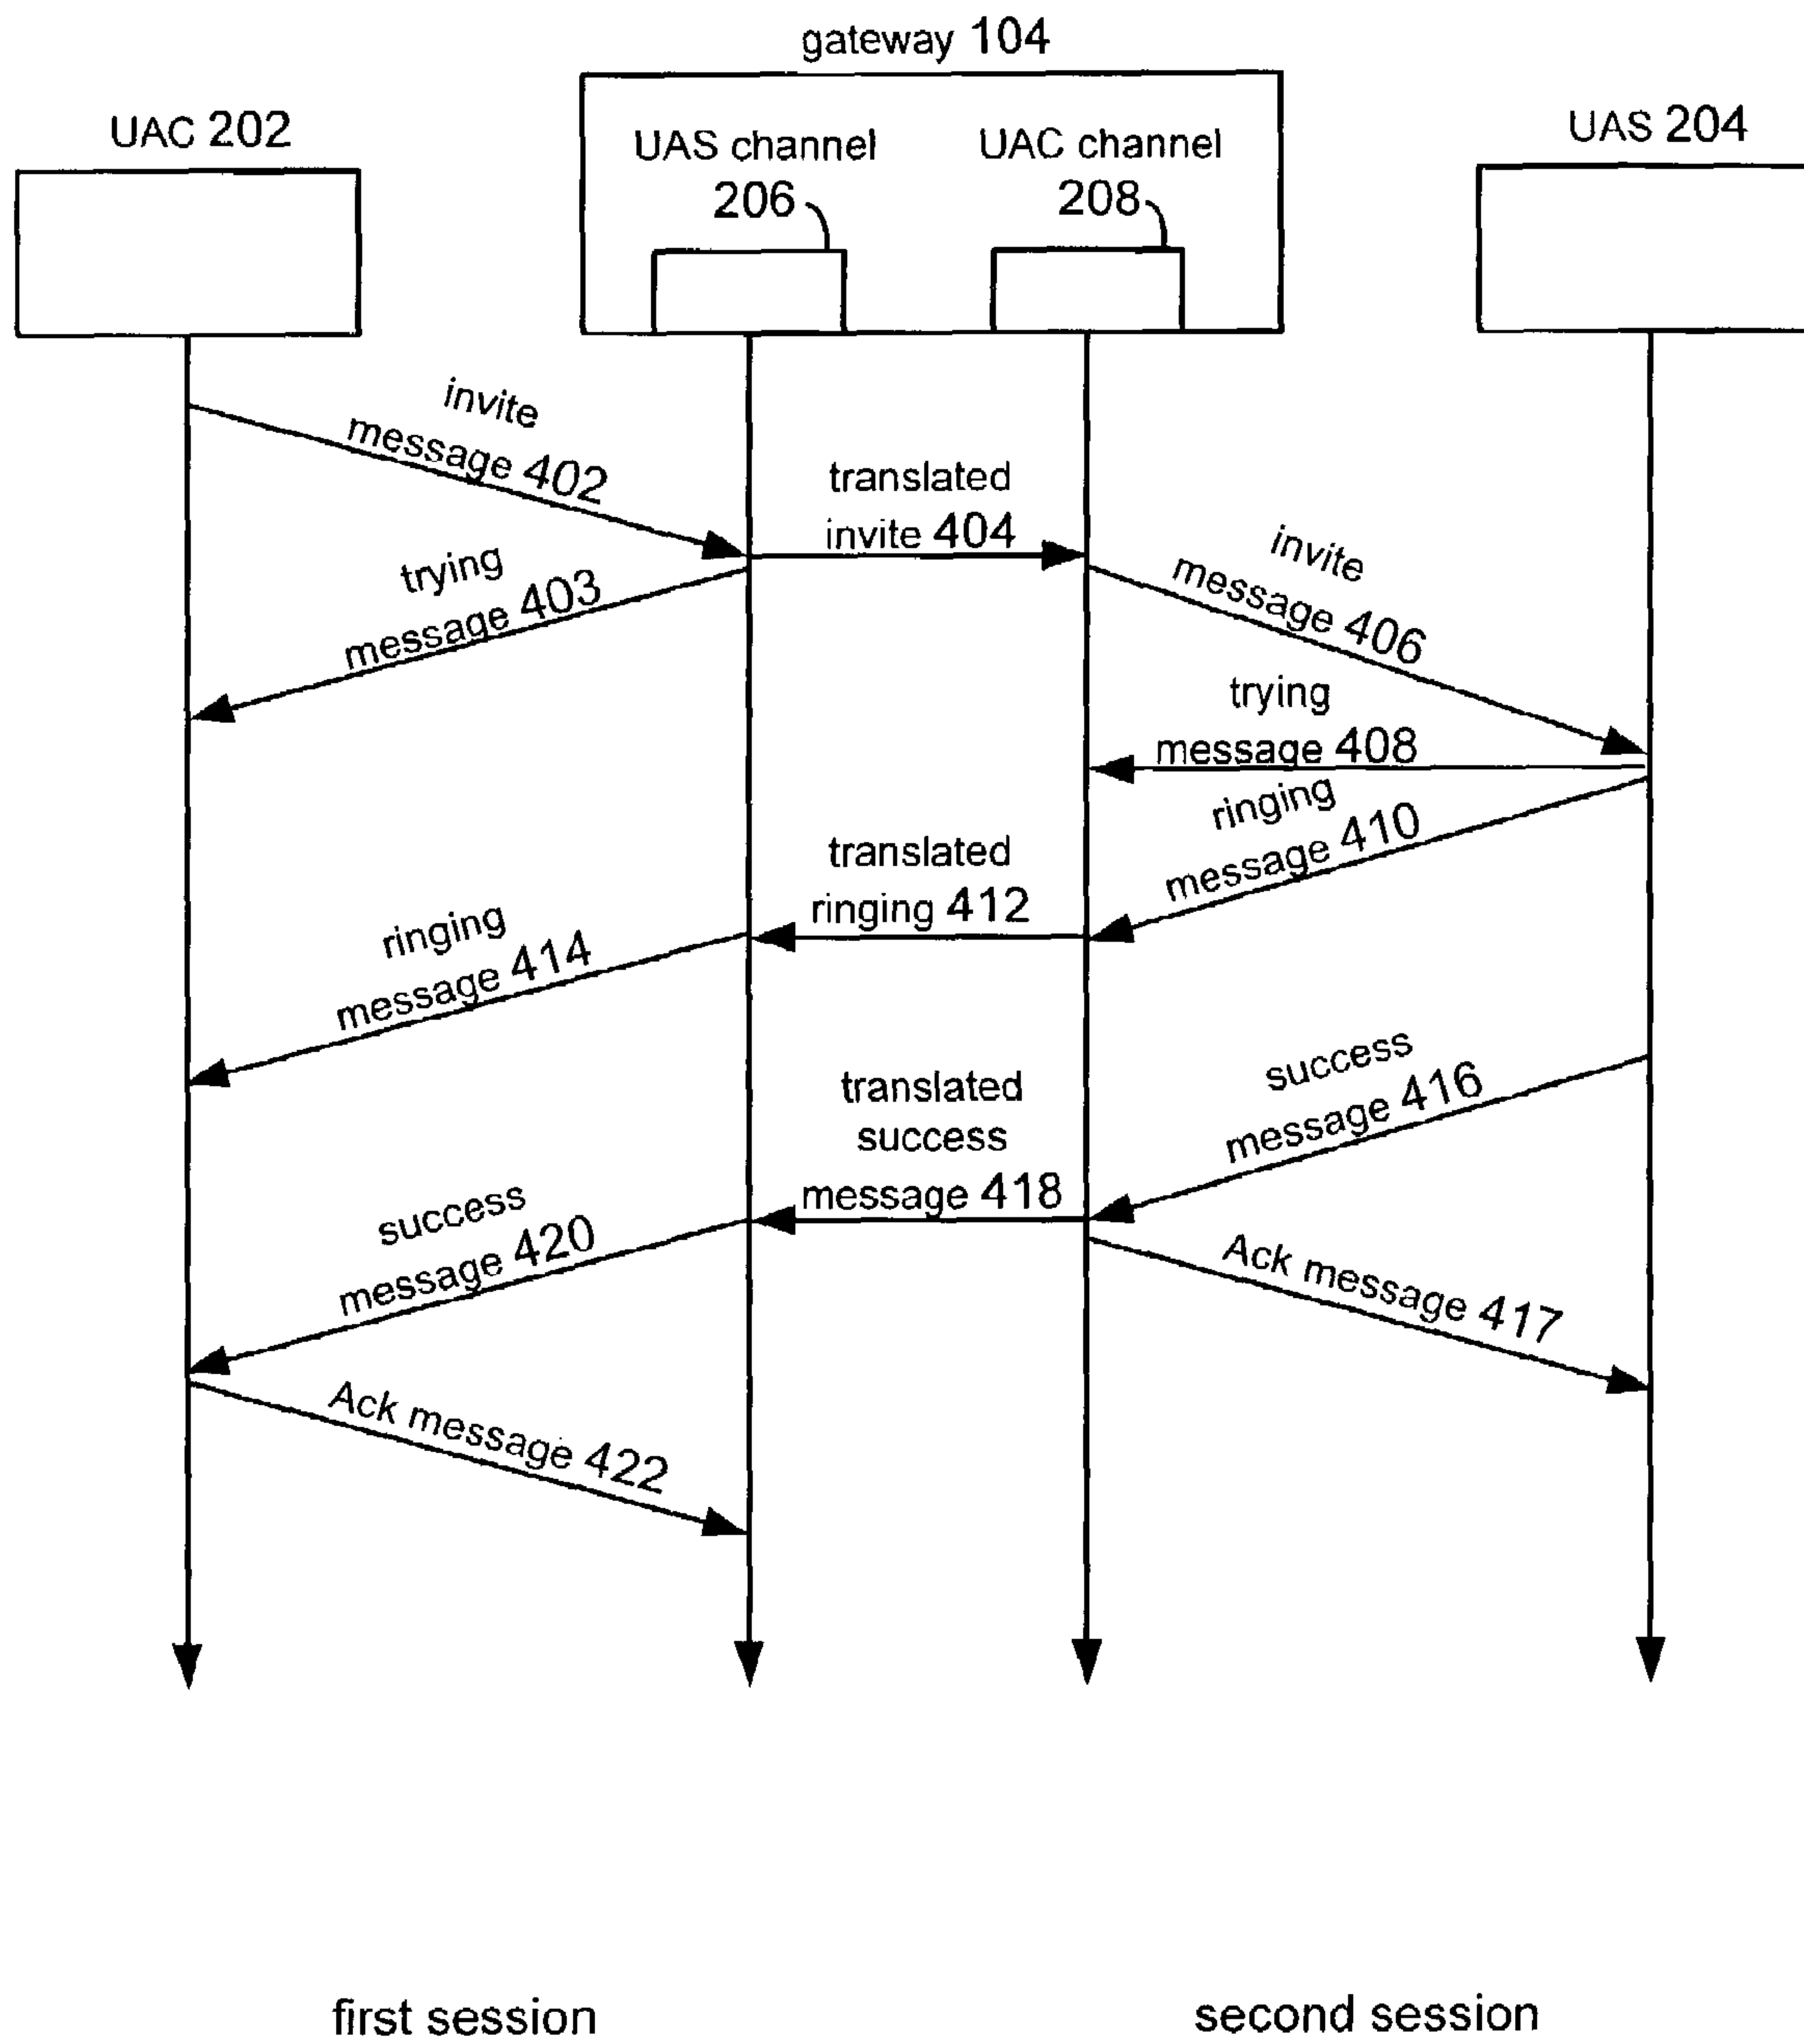 gateway 104
UAC 202
UAS channel
206
UAC channel
208
UAS 204
invite
message 402
translated
invite 404
trying
message 403
invite
message 406
trying
message 408
ringing
message 410
translated
ringing 412
ringing
message 414
success
message 416
translated
success
message 418
success
message 420
Ack message 417
Ack message 422
first session
second session